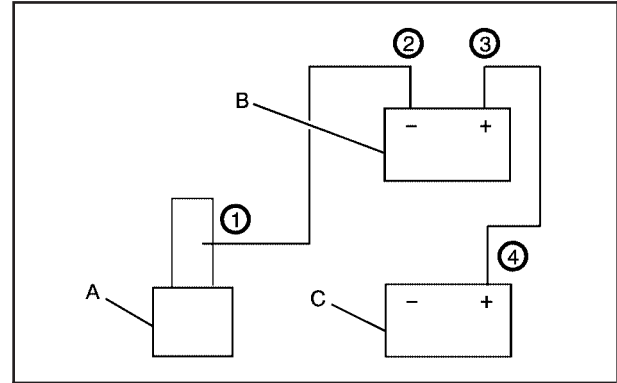 ② ③
B
− +
①
A
④
C
− +